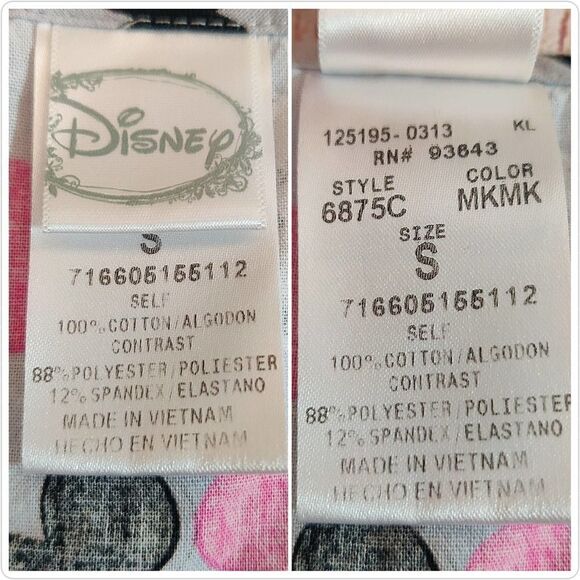 Disney
S
716605155112
SELF
100% COTTON/ALGODON
CONTRAST
88% POLYESTER/POLIESTER
12% SPANDEX/ELASTANO
MADE IN VIETNAM
HECHO EN VIETNAM
125195-0313 KL
RN# 93643
STYLE COLOR
6875C MKMK
SIZE
S
716605155112
SELF
100% COTTON/ALGODON
CONTRAST
88% POLYESTER/POLIESTER
12% SPANDEX/ELASTANO
MADE IN VIETNAM
HECHO EN VIETNAM